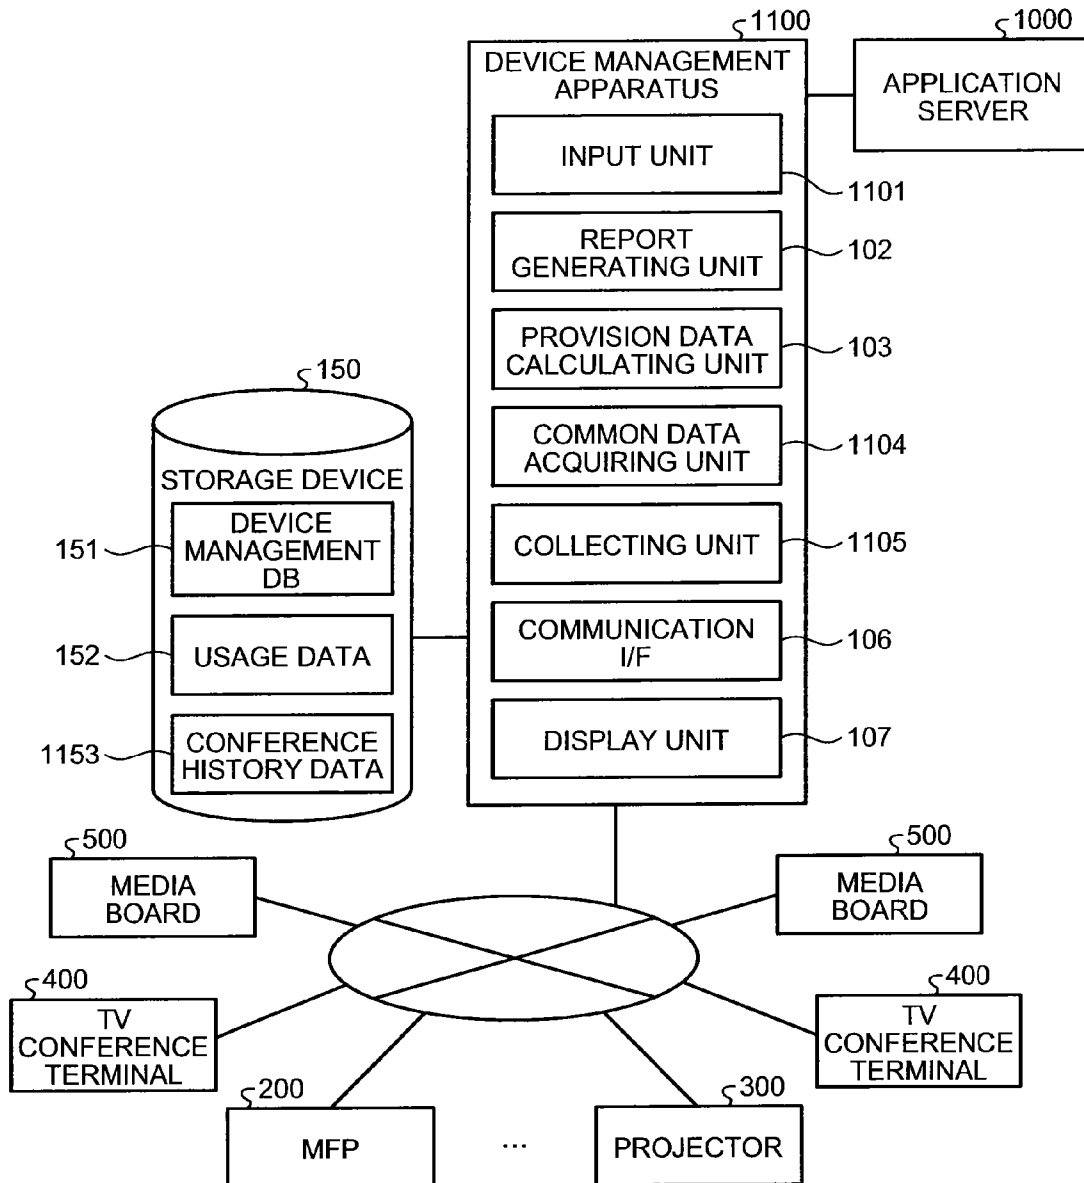 1100
1000
DEVICE MANAGEMENT
APPARATUS
APPLICATION
SERVER
INPUT UNIT
1101
REPORT
GENERATING UNIT
102
PROVISION DATA
CALCULATING UNIT
103
150
COMMON DATA
ACQUIRING UNIT
1104
STORAGE DEVICE
DEVICE
MANAGEMENT
DB
151
COLLECTING UNIT
1105
USAGE DATA
152
COMMUNICATION
I/F
106
CONFERENCE
HISTORY DATA
1153
DISPLAY UNIT
107
500
MEDIA
BOARD
500
MEDIA
BOARD
400
TV
CONFERENCE
TERMINAL
400
TV
CONFERENCE
TERMINAL
200
MFP
...
300
PROJECTOR